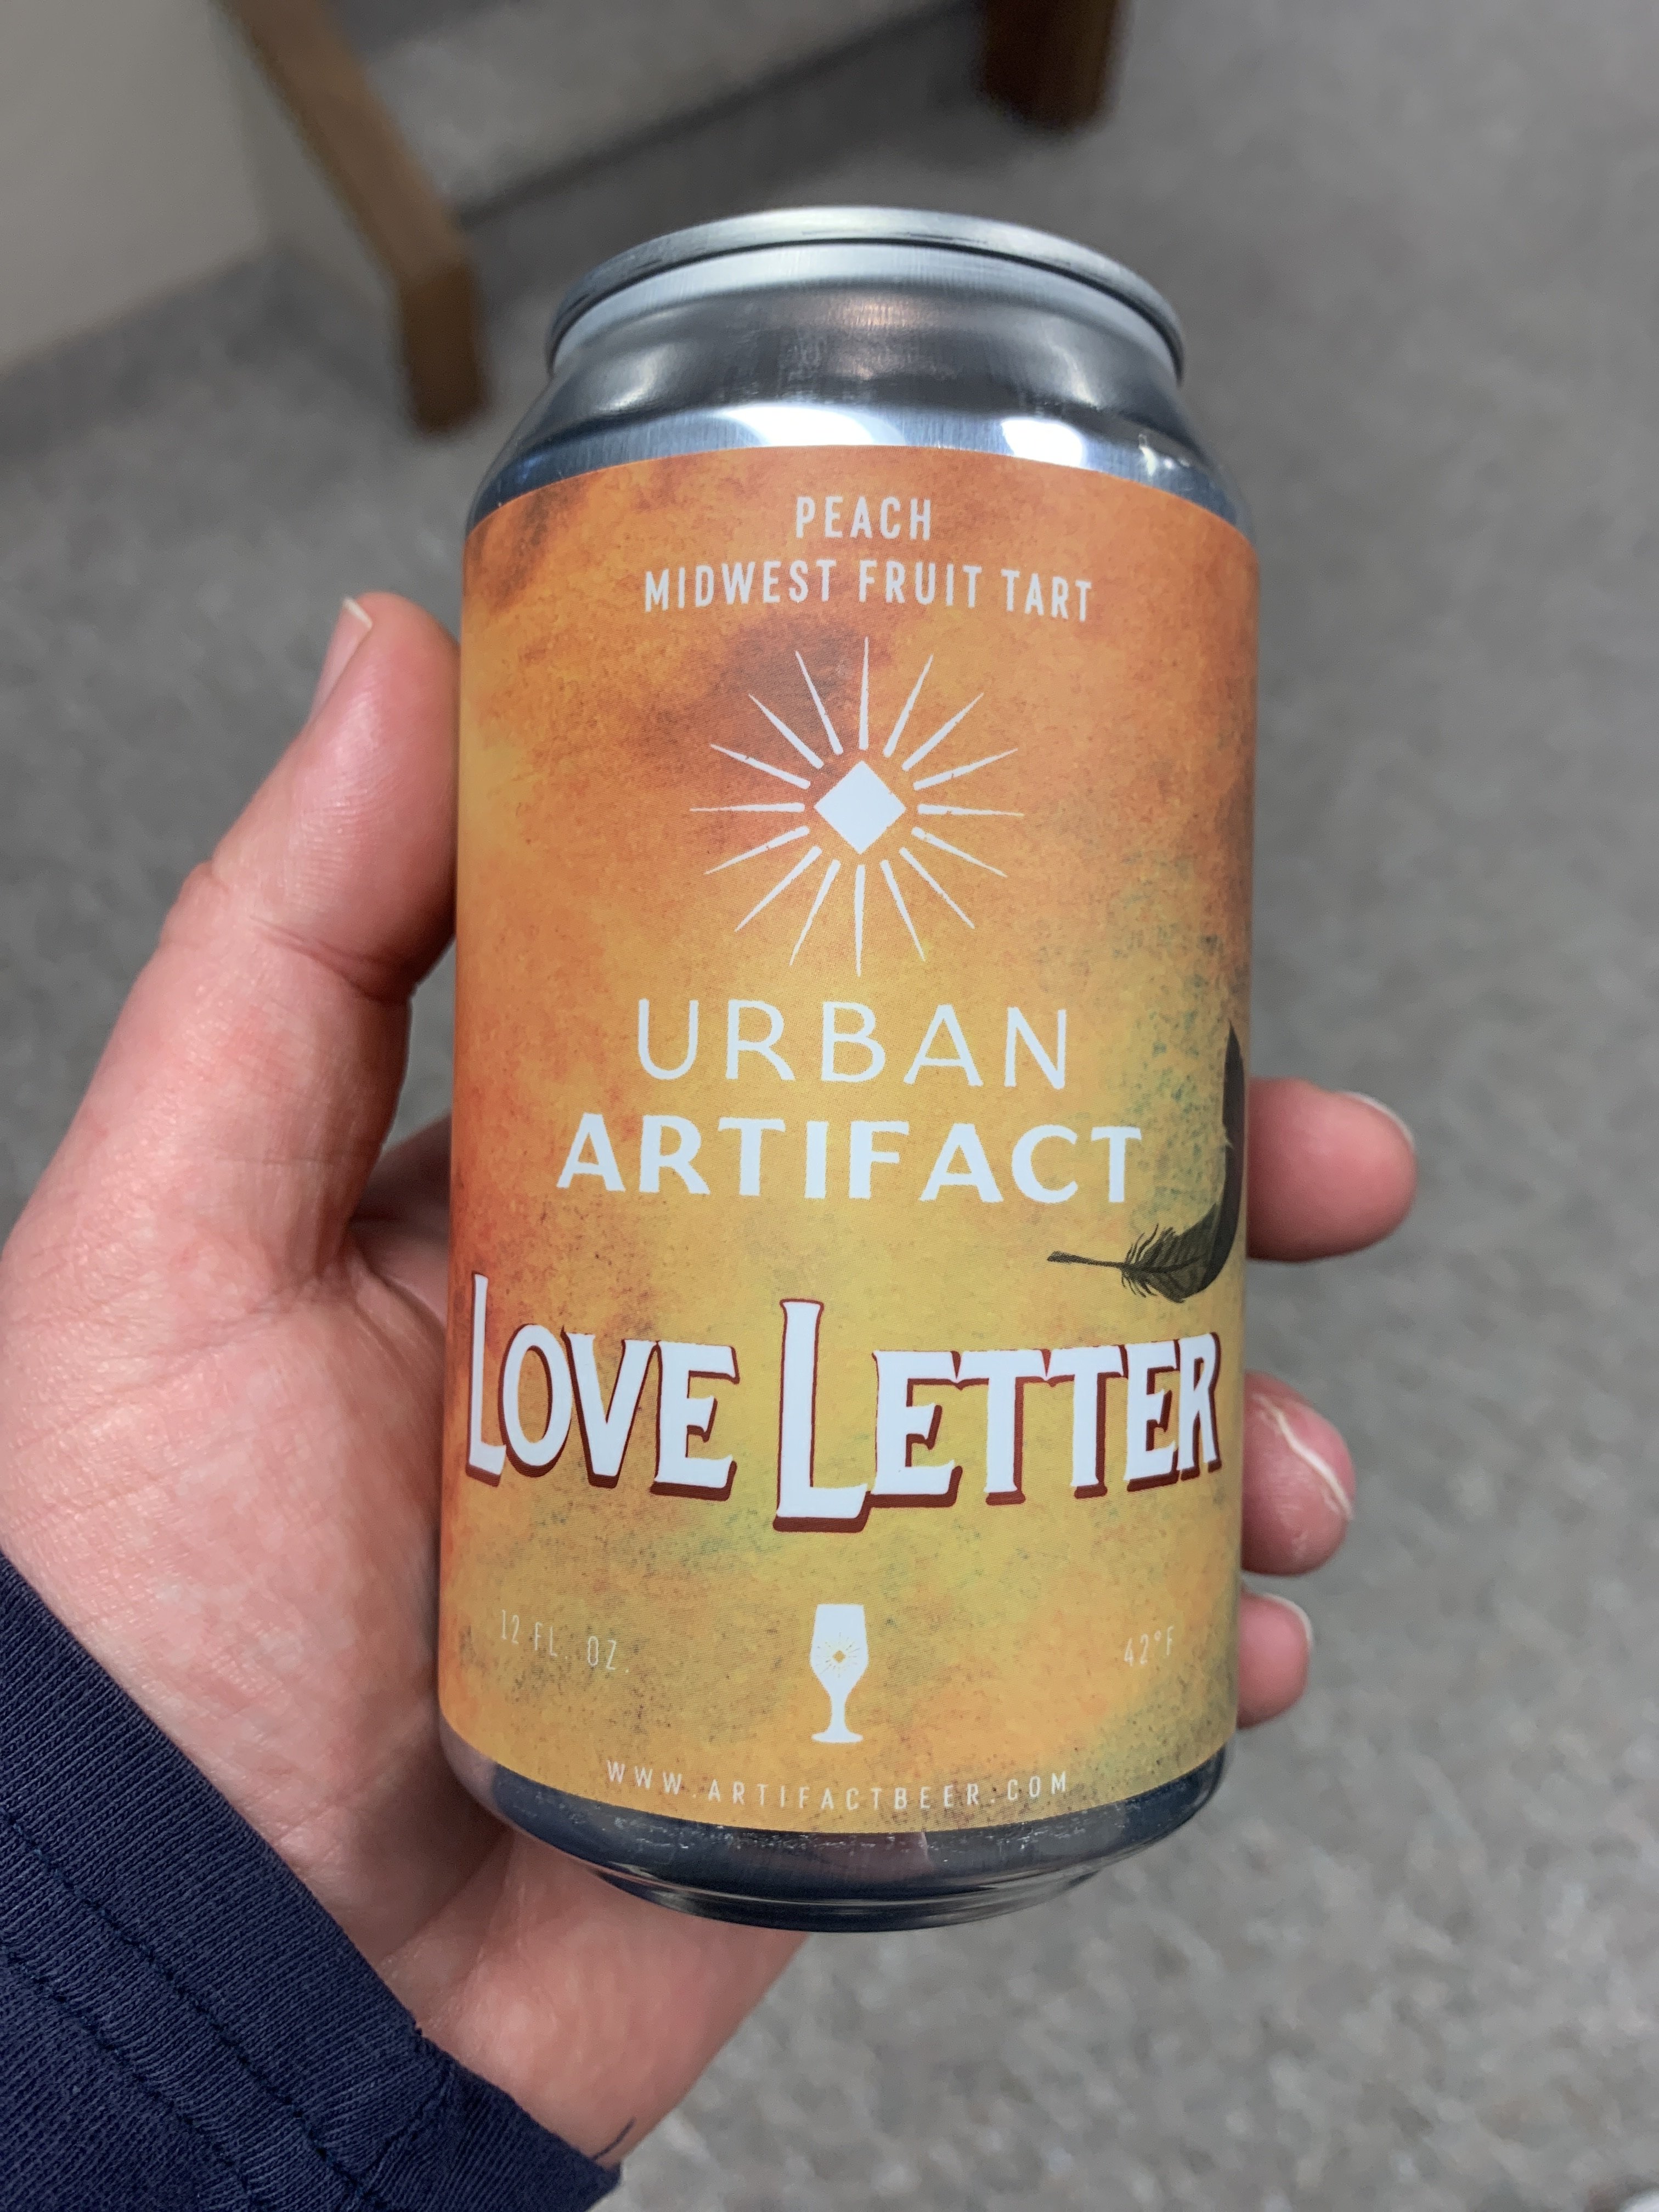 PEACH
MIDWEST FRUIT TART
URBAN
ARTIFACT
LOVE LETTER
12 FL. OZ.
42°F
WWW.ARTIFACTBEER.COM